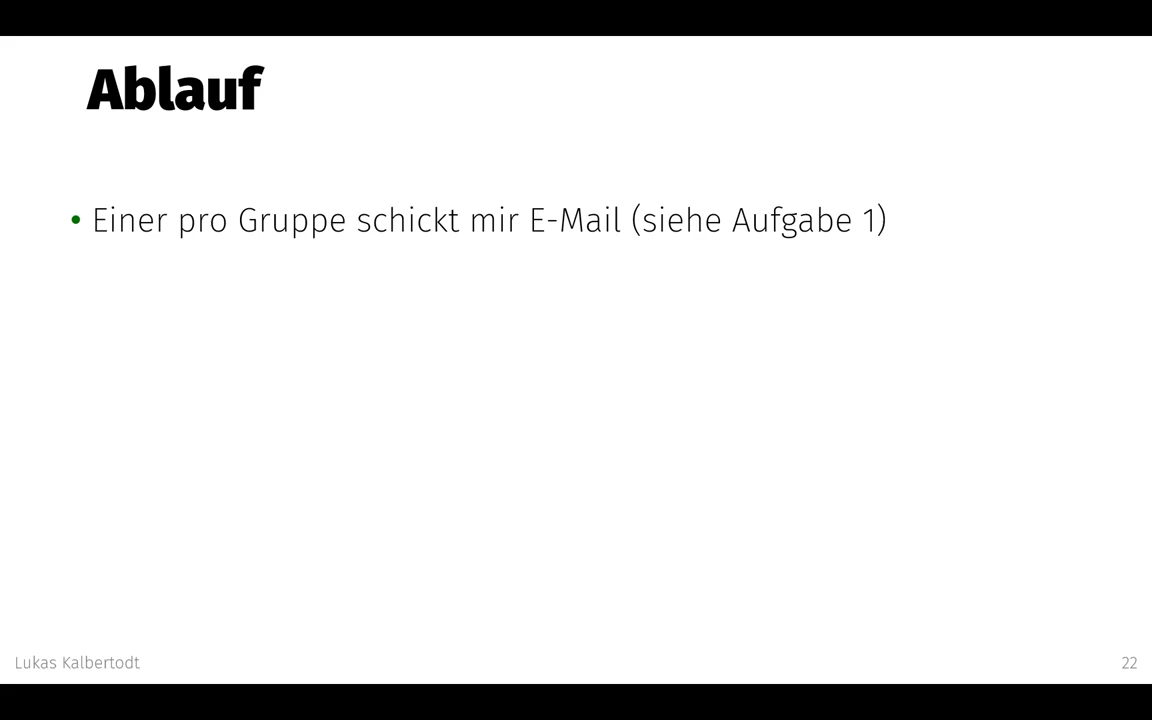 Ablauf
• Einer pro Gruppe schickt mir E-Mail (siehe Aufgabe 1)
Lukas Kalbertodt
22